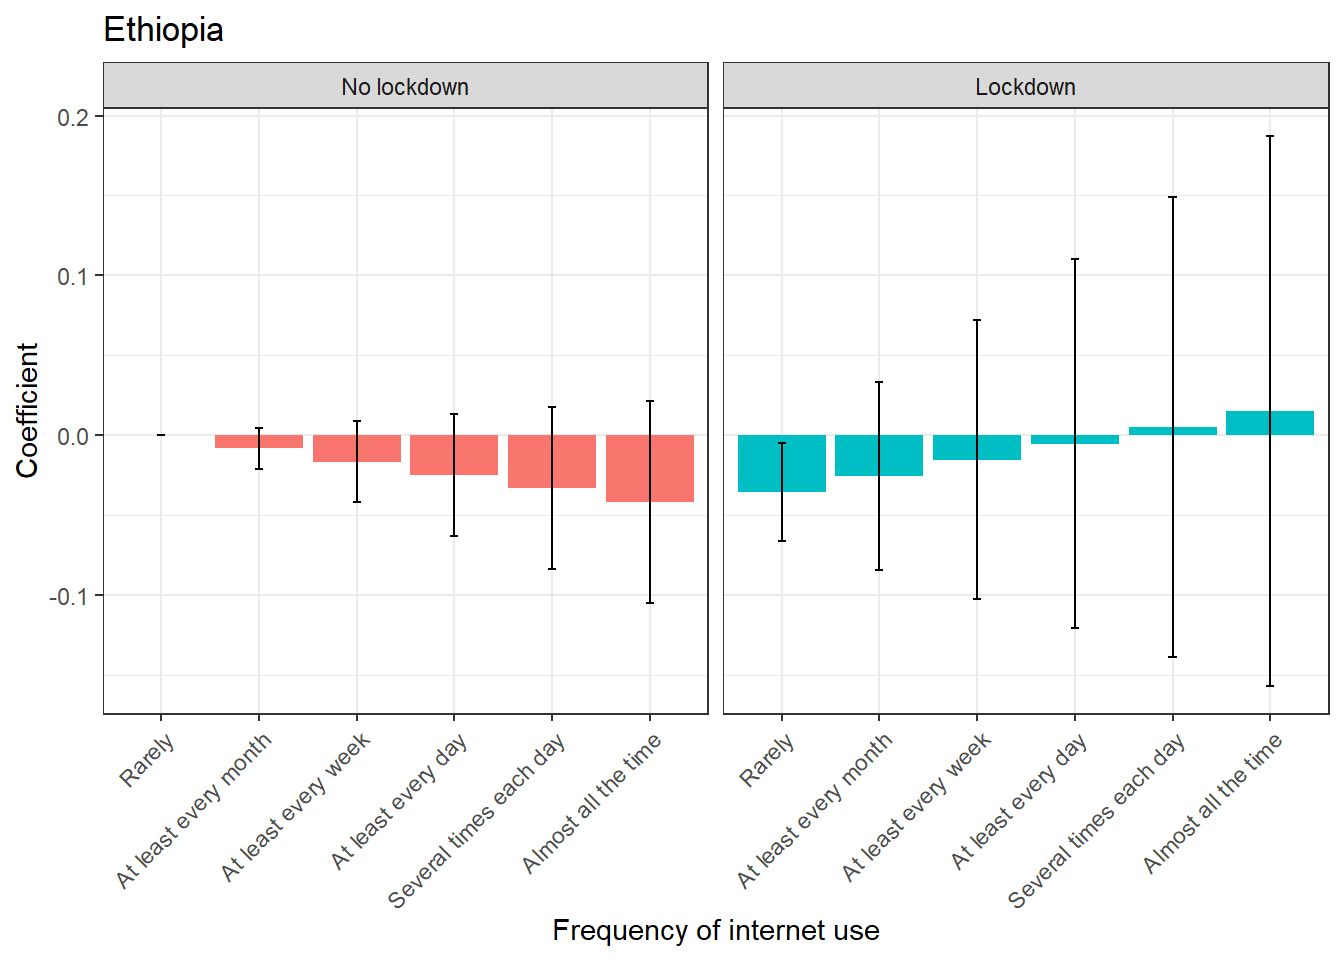 Ethiopia
No lockdown
Lockdown
Coefficient
0.2
0.1
0.0
-0.1
Rarely
At least every month
At least every week
At least every day
Several times each day
Almost all the time
Rarely
At least every month
At least every week
At least every day
Several times each day
Almost all the time
Frequency of internet use